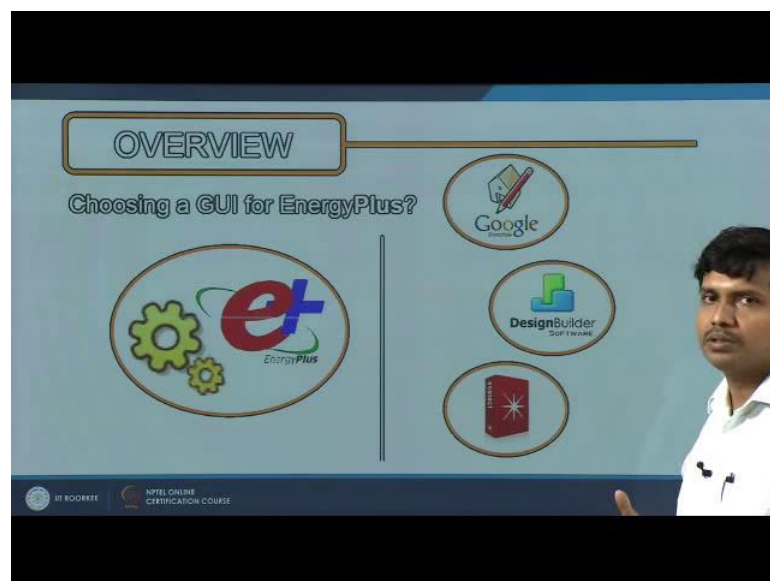 OVERVIEW
Choosing a GUI for EnergyPlus?
Google
e+
EnergyPlus
DesignBuilder
SOFTWARE
IIT ROORKEE
NPTEL ONLINE
CERTIFICATION COURSE